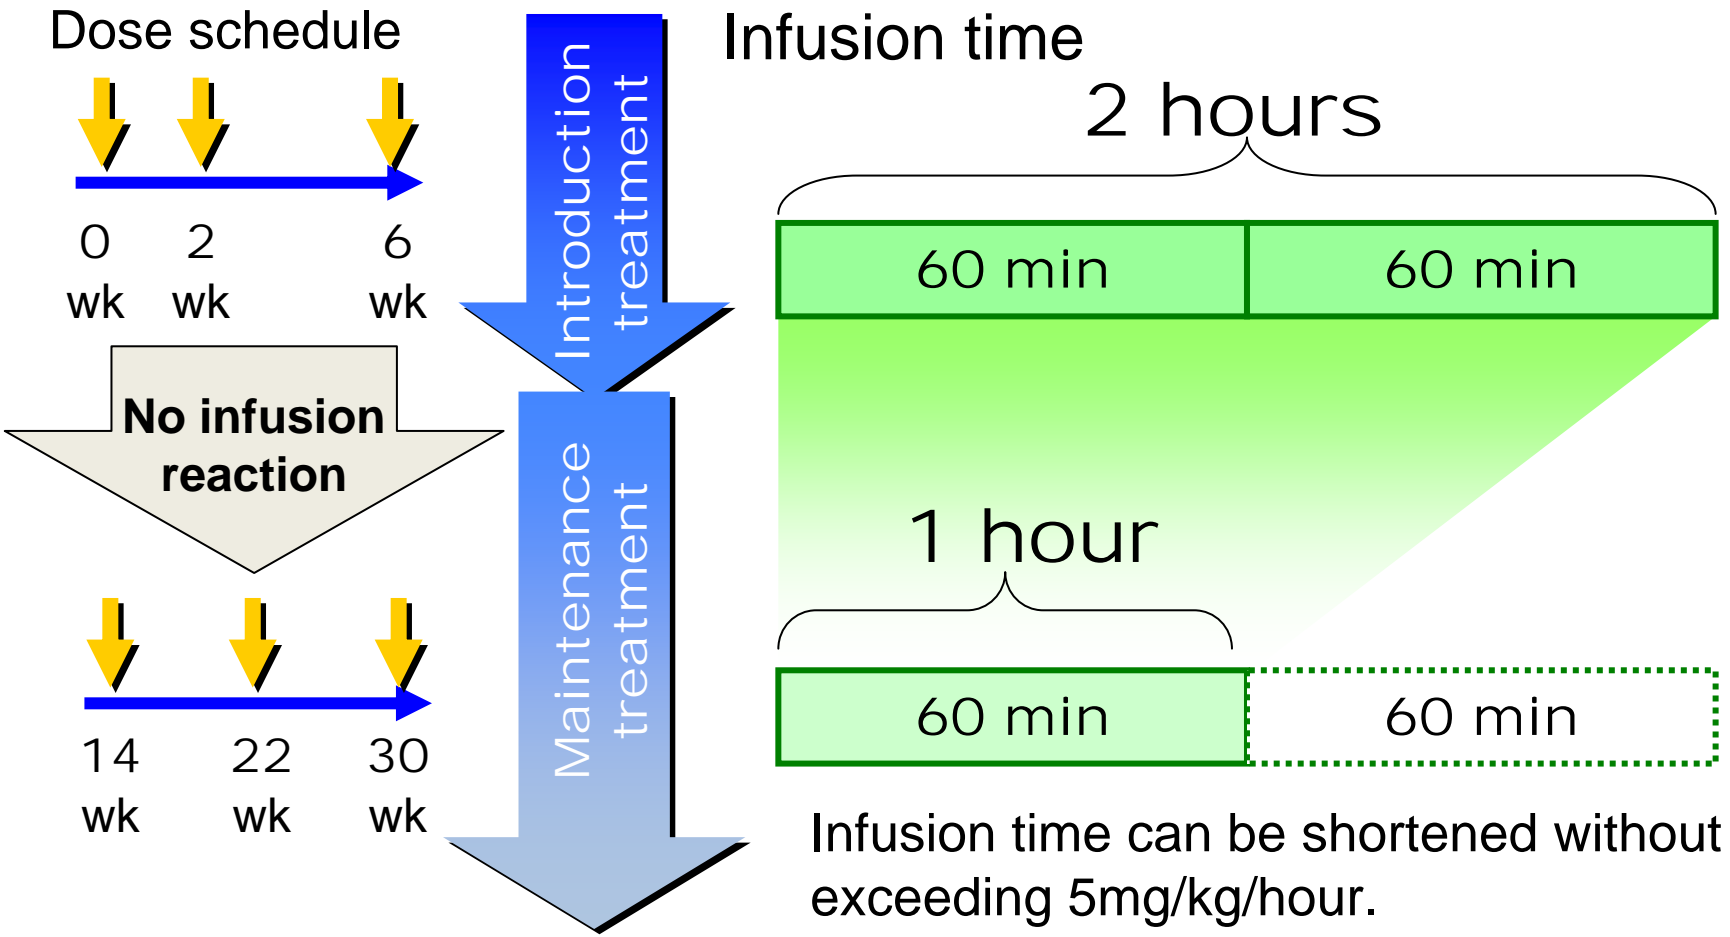 Dose schedule
0 2 6
wk wk wk
No infusion
reaction
14 22 30
wk wk wk
Introduction
treatment
Maintenance
treatment
Infusion time
2 hours
60 min 60 min
1 hour
60 min 60 min
Infusion time can be shortened without
exceeding 5mg/kg/hour.